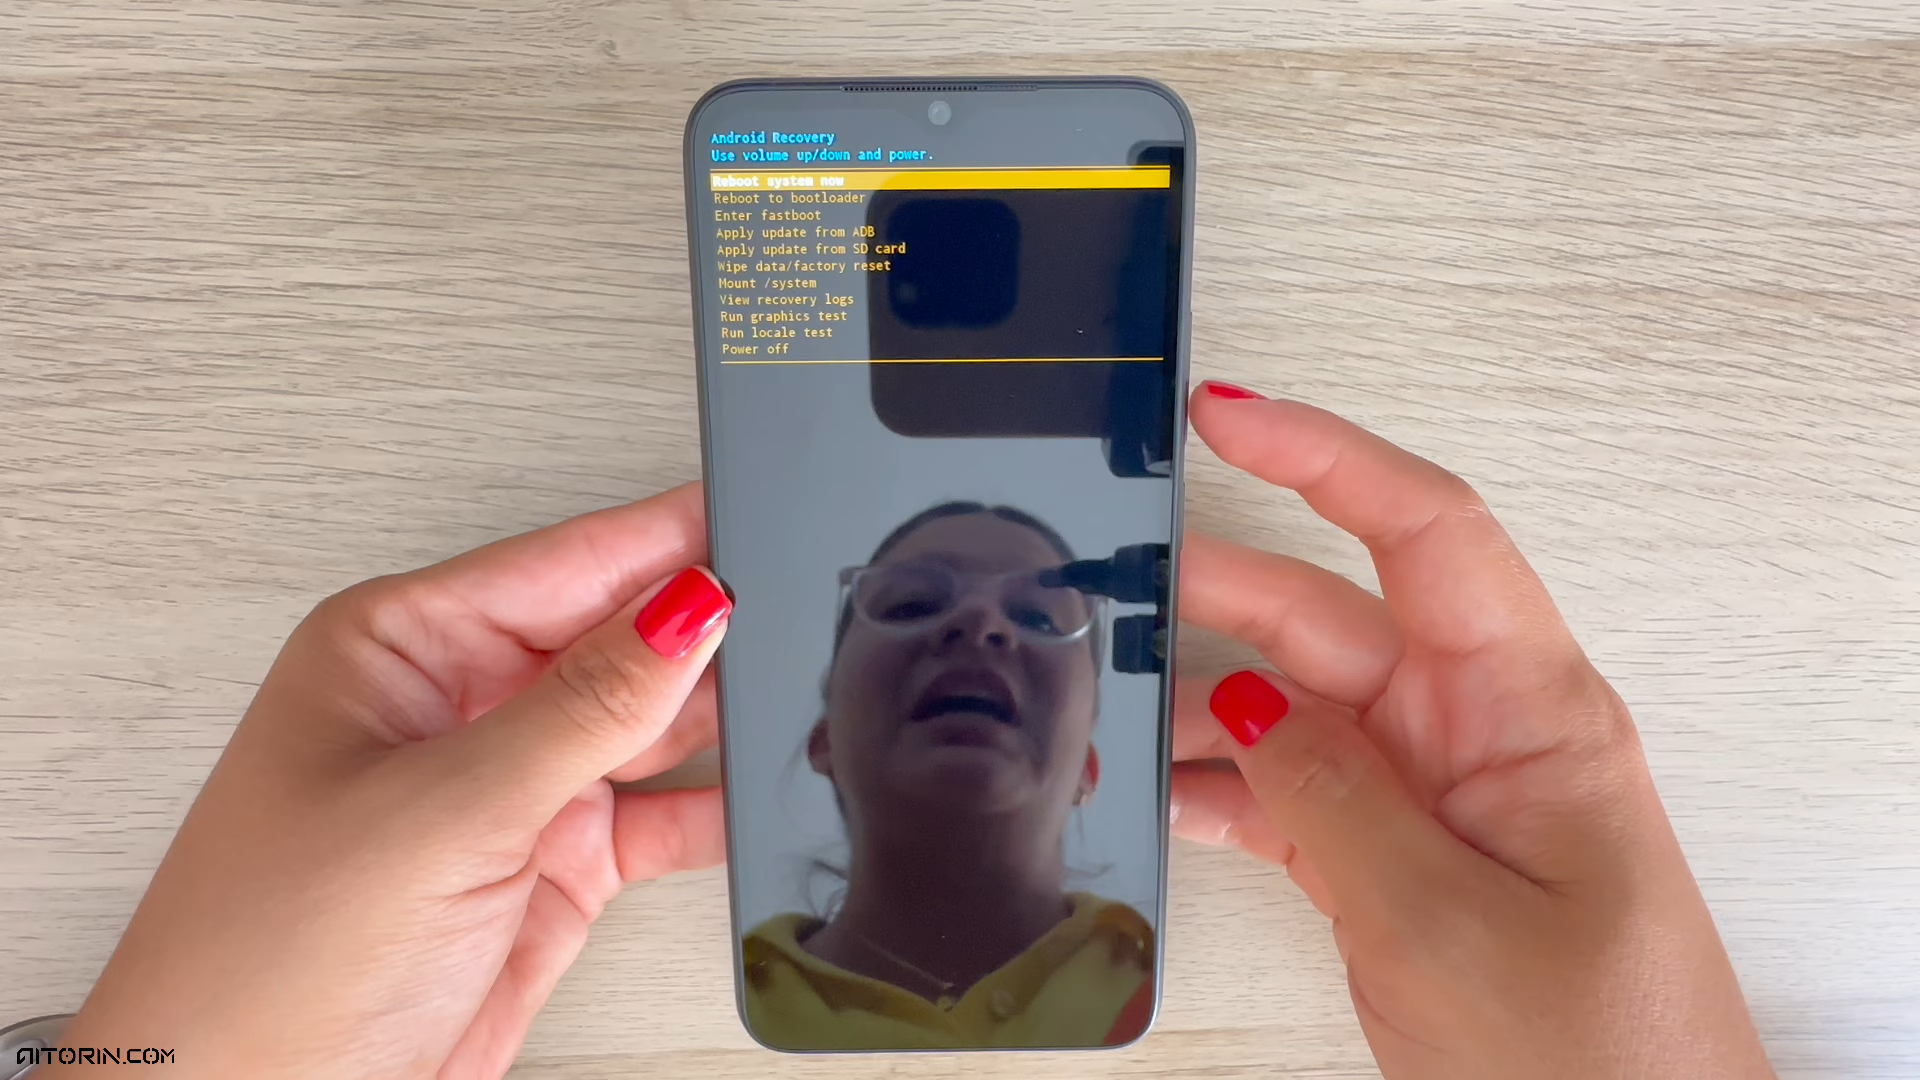 Android Recovery
Use volume up/down and power.
Reboot system now
Reboot to bootloader
Enter fastboot
Apply update from ADB
Apply update from SD card
Wipe data/factory reset
Mount /system
View recovery logs
Run graphics test
Run locale test
Power off
AITORIN.COM